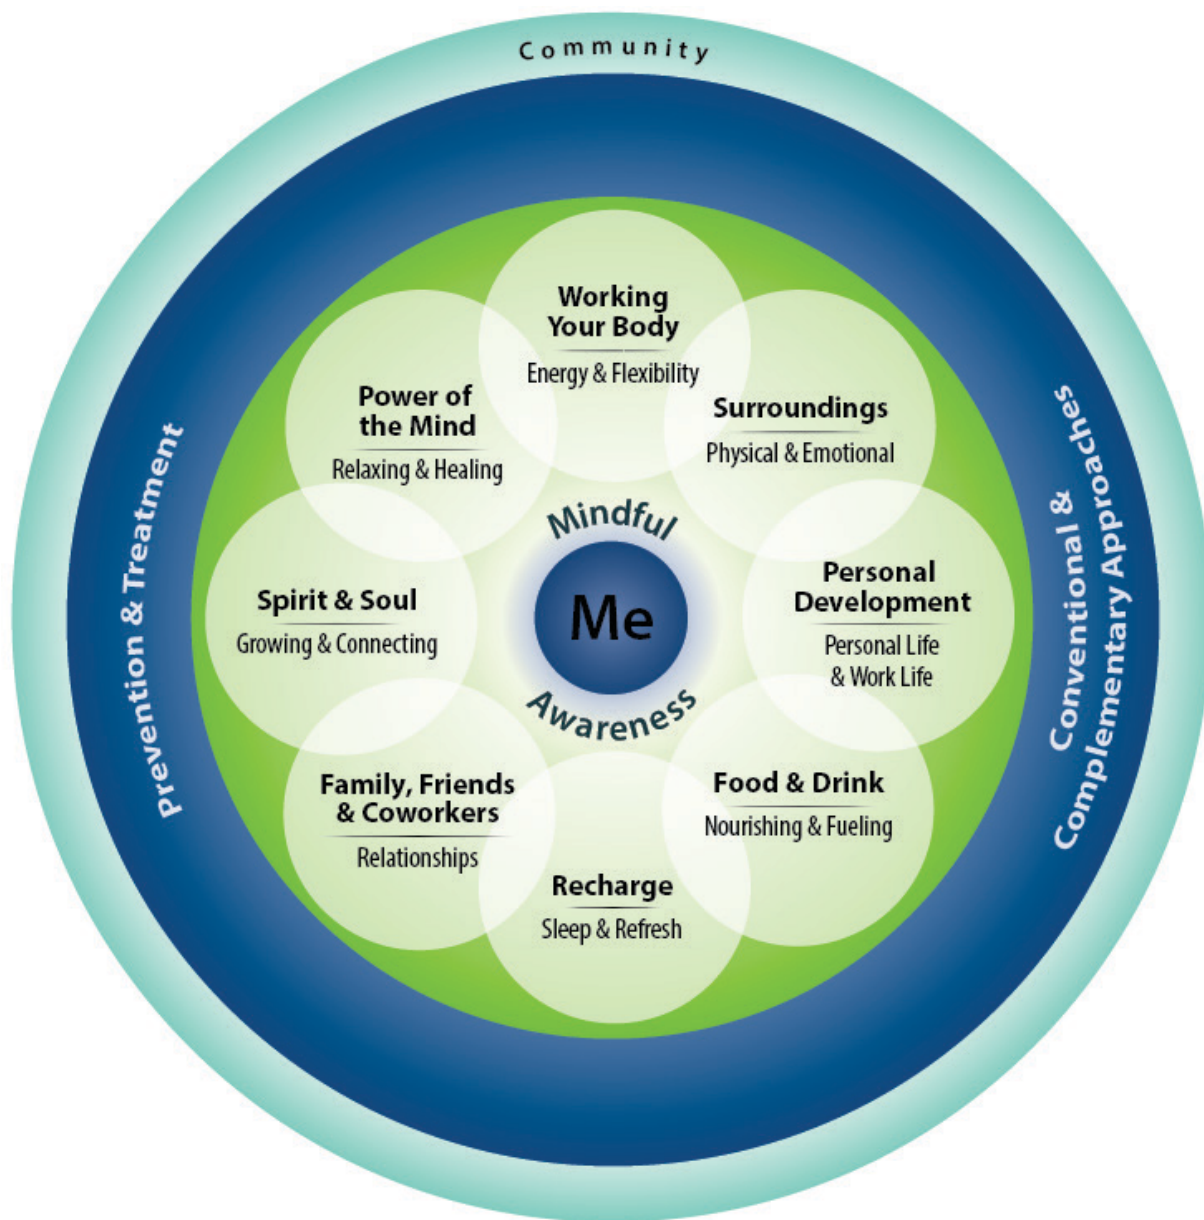 Community
Prevention & Treatment
Conventional &
Complementary Approaches
Working
Your Body
Energy & Flexibility
Surroundings
Physical & Emotional
Personal
Development
Personal Life
& Work Life
Food & Drink
Nourishing & Fueling
Recharge
Sleep & Refresh
Family, Friends
& Coworkers
Relationships
Spirit & Soul
Growing & Connecting
Power of
the Mind
Relaxing & Healing
Mindful
Me
Awareness